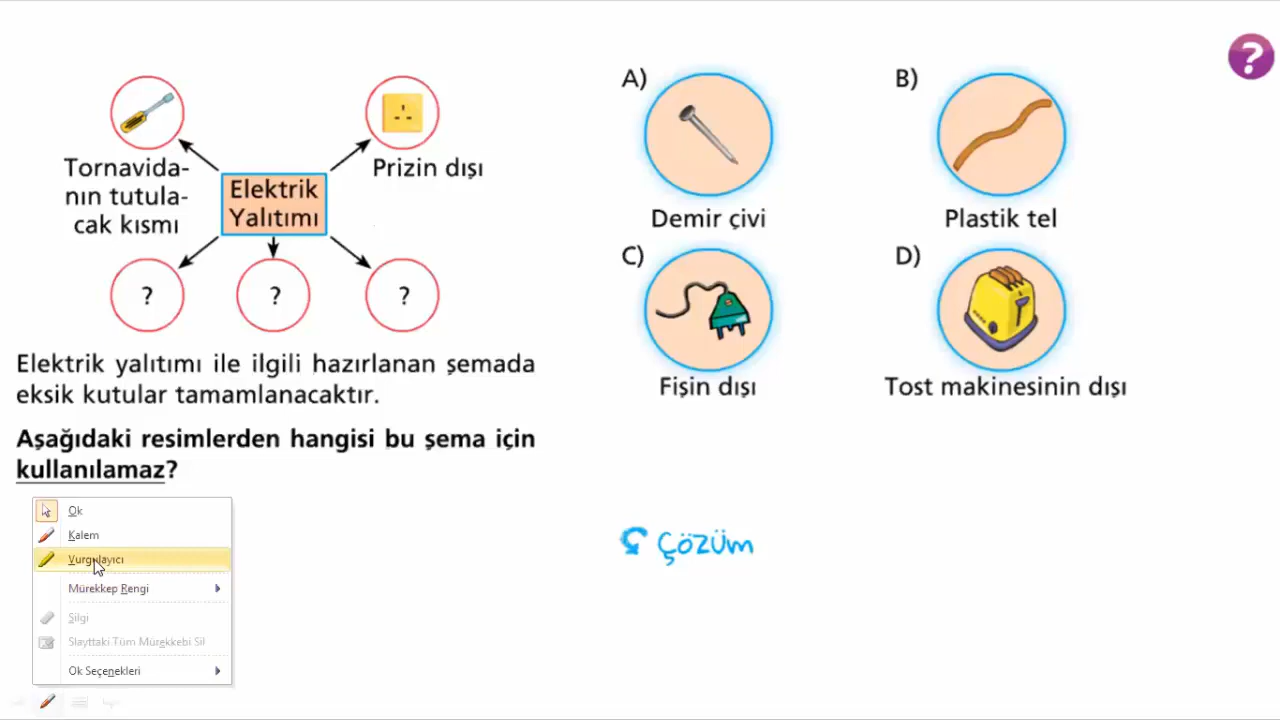 ?
Tornavida-
nın tutula-
cak kısmı
Elektrik
Yalıtımı
Prizin dışı
?
?
?
Elektrik yalıtımı ile ilgili hazırlanan şemada
eksik kutular tamamlanacaktır.
Aşağıdaki resimlerden hangisi bu şema için
kullanılamaz?
A)
Demir çivi
B)
Plastik tel
C)
Fişin dışı
D)
Tost makinesinin dışı
Çözüm
Ok
Kalem
Vurgulayıcı
Mürekkep Rengi
Silgi
Slayttaki Tüm Mürekkebi Sil
Ok Seçenekleri